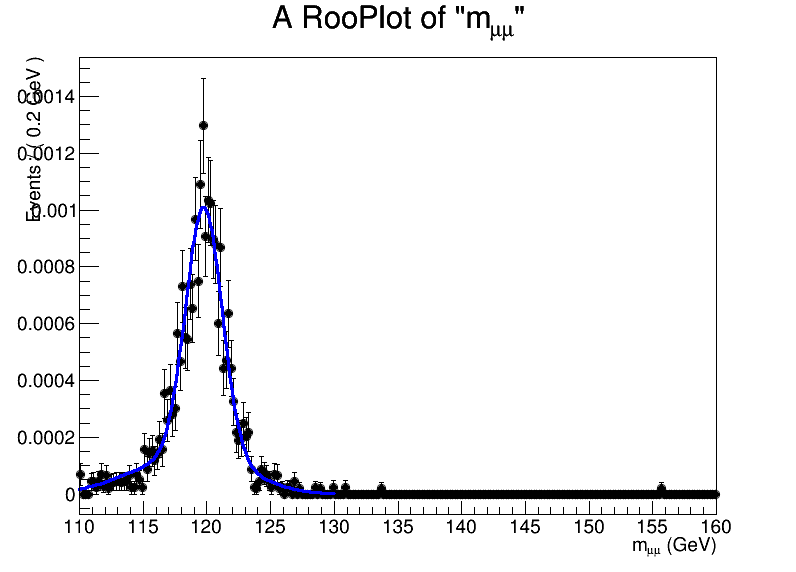 A RooPlot of "mμμ"
Events / ( 0.2 GeV )
0.0014
0.0012
0.001
0.0008
0.0006
0.0004
0.0002
0
110 115 120 125 130 135 140 145 150 155 160
mμμ (GeV)